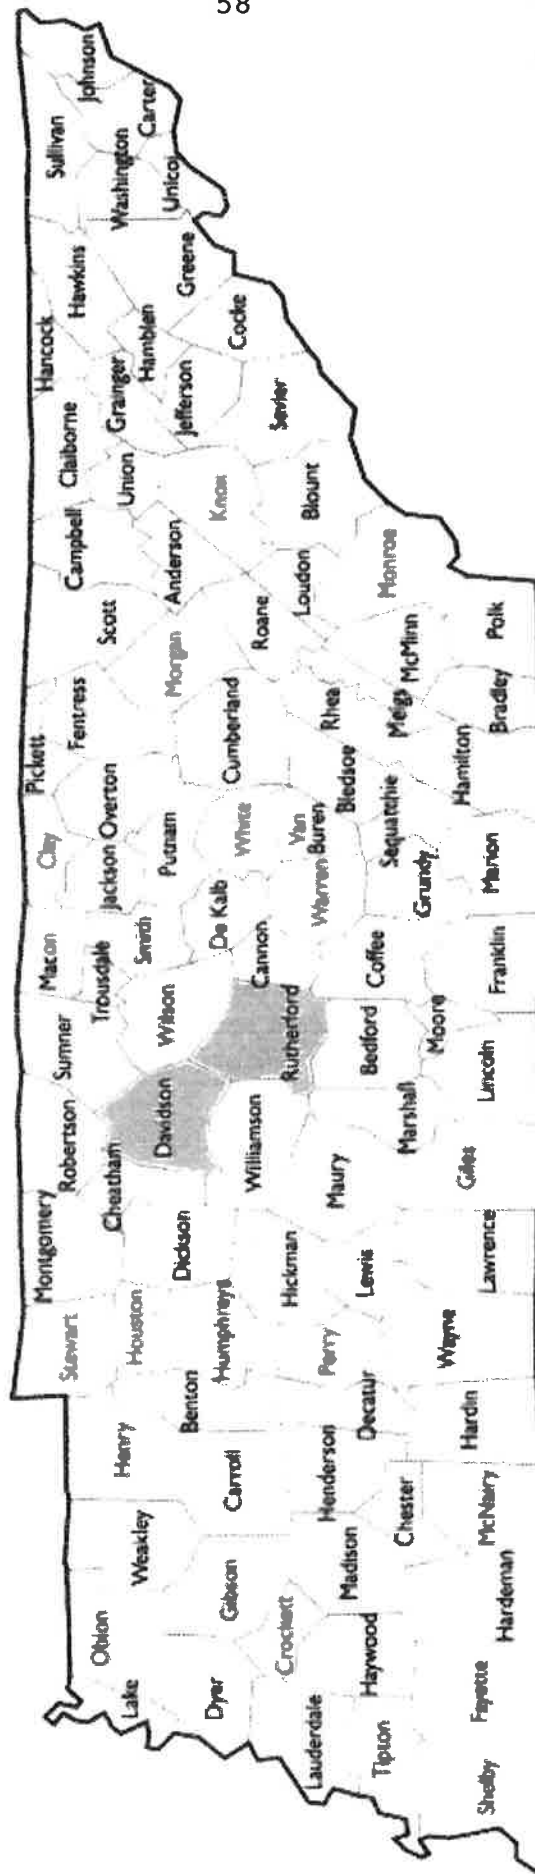 58
Johnson
Sullivan
Carter
Washington
Unicoi
Hawkins
Greene
Hancock
Hamblen
Cocke
Grainger
Jefferson
Claiborne
Sevier
Union
Knox
Campbell
Blount
Anderson
Monroe
Scott
Loudon
Roane
Morgan
McMinn
Polk
Fentress
Cumberland
Rhea
Meigs
Bradley
Pickett
Overton
Bledsoe
Hamilton
Clay
Jackson
Putnam
White
Van
Buren
Sequatchie
Marion
Macon
Smith
De Kalb
Warren
Grundy
Trousdale
Cannon
Coffee
Franklin
Sumner
Wilson
Rutherford
Bedford
Moore
Lincoln
Robertson
Davidson
Williamson
Marshall
Cheatham
Maury
Giles
Montgomery
Dickson
Hickman
Lewis
Lawrence
Stewart
Houston
Humphreys
Perry
Wayne
Henry
Benton
Decatur
Hardin
Carroll
Henderson
Chester
McNairy
Weakley
Gibson
Madison
Hardeman
Obion
Crockett
Haywood
Lake
Dyer
Lauderdale
Tipton
Fayette
Shelby